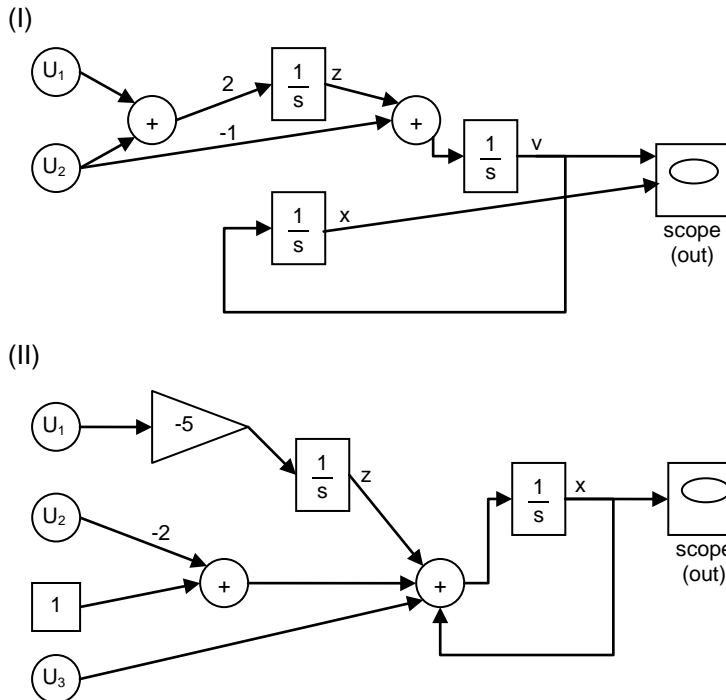 (I)
U₁
2
1
s
z
+
+
-1
U₂
1
s
v
1
s
x
scope
(out)
(II)
U₁
-5
1
s
z
1
s
x
U₂
-2
scope
(out)
+
+
1
U₃